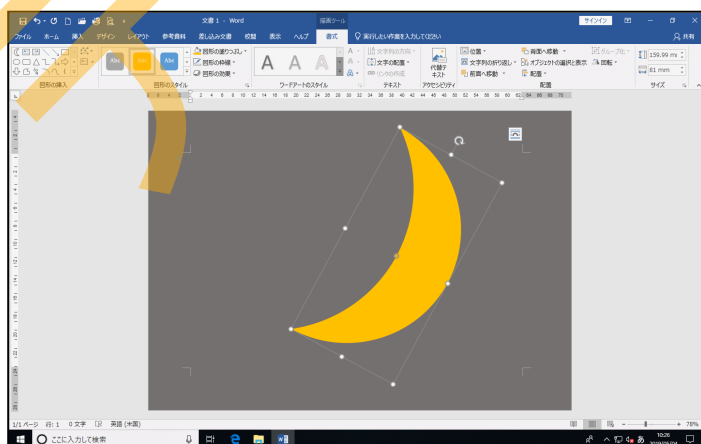 文書 1 - Word
描画ツール
サインイン
ファイル ホーム 挿入 デザイン レイアウト 参考資料 差し込み文書 校閲 表示 ヘルプ 書式 実行したい作業を入力してください
共有
図形の塗りつぶし
図形の枠線
図形の効果
Abc Abc Abc
A A A
文字列の方向
文字の配置
リンクの作成
代替テキスト
位置
文字列の折り返し
前面へ移動
背面へ移動
オブジェクトの選択と表示
配置
グループ化
回転
159.99 mm
81 mm
図形の挿入 図形のスタイル ワードアートのスタイル テキスト アクセシビリティ 配置 サイズ
1/1 ページ 行: 1 0 文字 英語 (米国)
78%
ここに入力して検索
あ
10:26